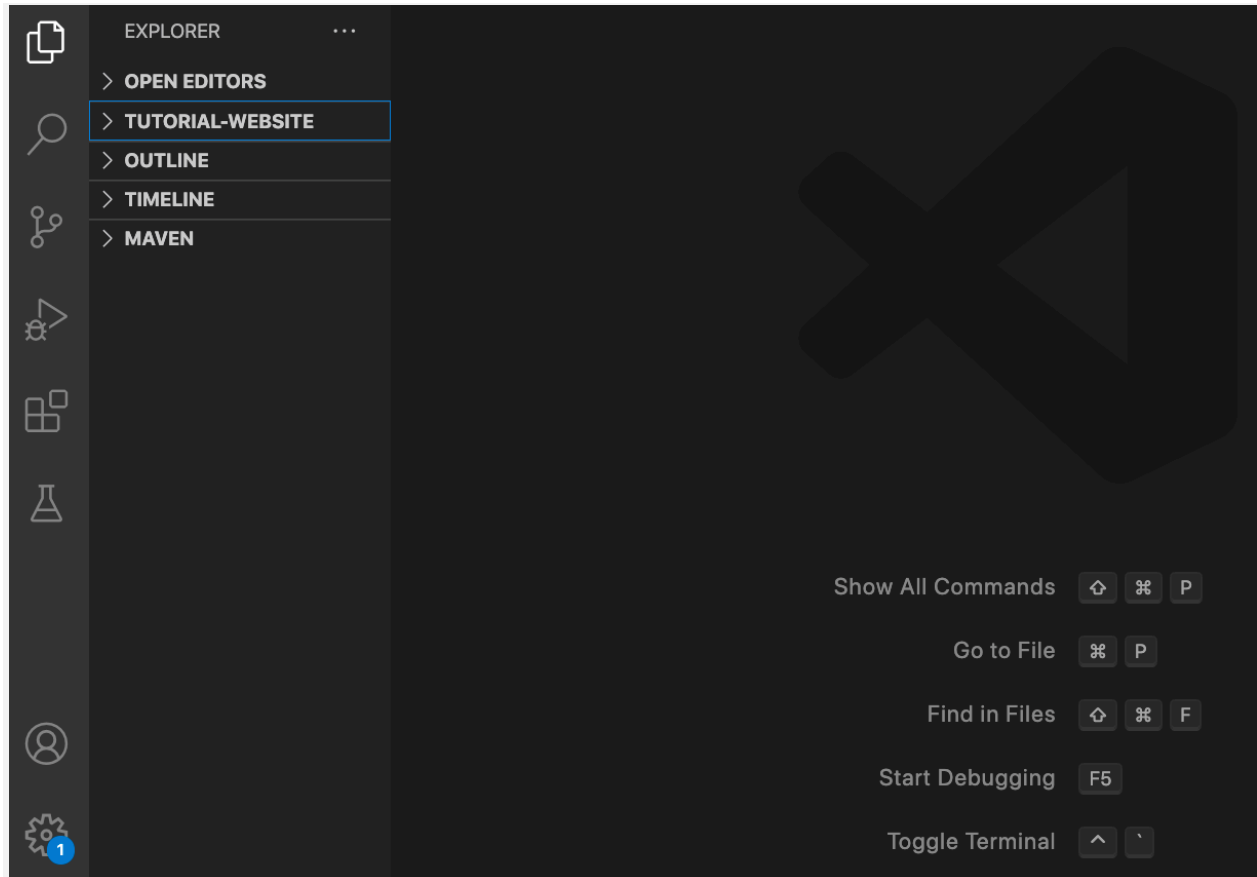 EXPLORER ···
OPEN EDITORS
TUTORIAL-WEBSITE
OUTLINE
TIMELINE
MAVEN
Show All Commands ⇧ ⌘ P
Go to File ⌘ P
Find in Files ⇧ ⌘ F
Start Debugging F5
Toggle Terminal ^ `
1